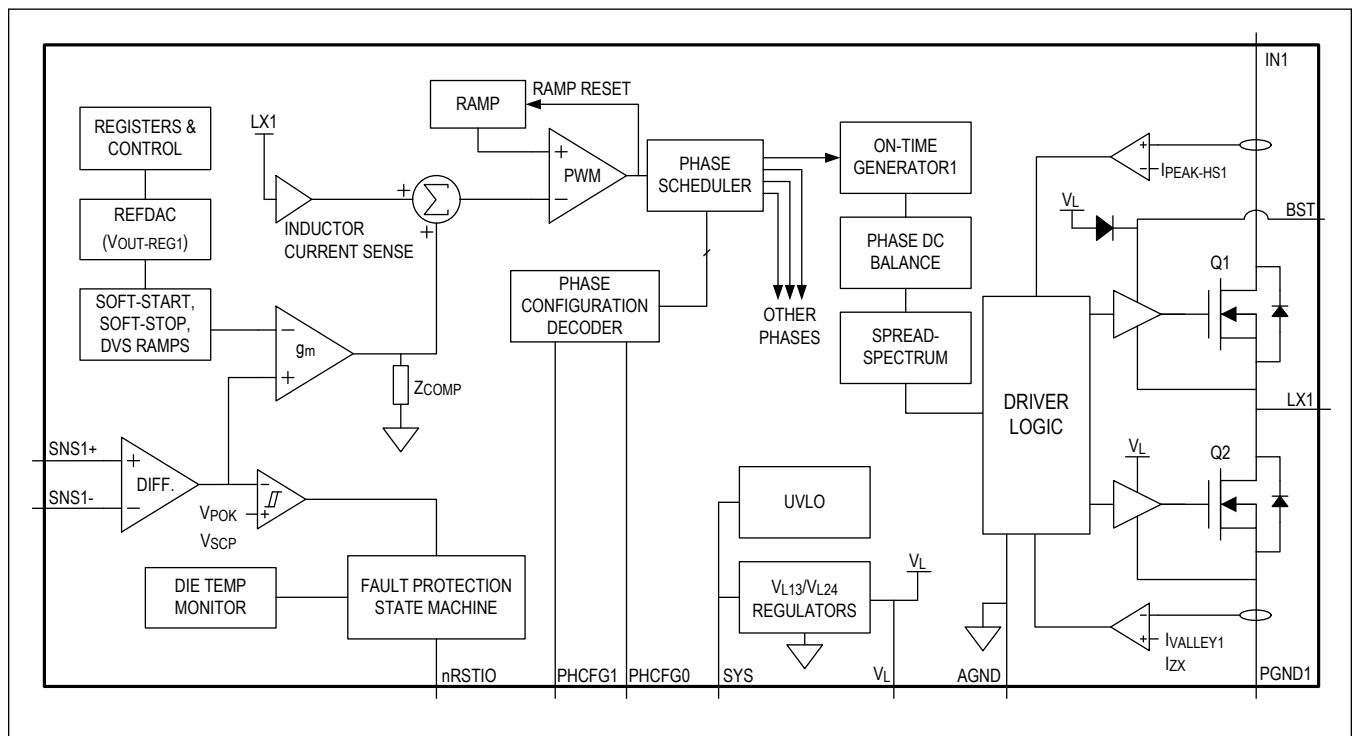 IN1
REGISTERS &
CONTROL
REFDAC
(VOUT-REG1)
SOFT-START,
SOFT-STOP,
DVS RAMPS
LX1
INDUCTOR
CURRENT SENSE
RAMP
RAMP RESET
+
+
Σ
+
−
PWM
PHASE
SCHEDULER
PHASE
CONFIGURATION
DECODER
OTHER
PHASES
ON-TIME
GENERATOR1
PHASE DC
BALANCE
SPREAD-
SPECTRUM
−
+
gm
ZCOMP
SNS1+
SNS1-
+
−
DIFF.
−
+
VPOK
VSCP
DIE TEMP
MONITOR
FAULT PROTECTION
STATE MACHINE
UVLO
VL13/VL24
REGULATORS
VL
DRIVER
LOGIC
+
−
IPEAK-HS1
VL
BST
Q1
LX1
VL
Q2
−
+
IVALLEY1
IZX
nRSTIO
PHCFG1
PHCFG0
SYS
VL
AGND
PGND1